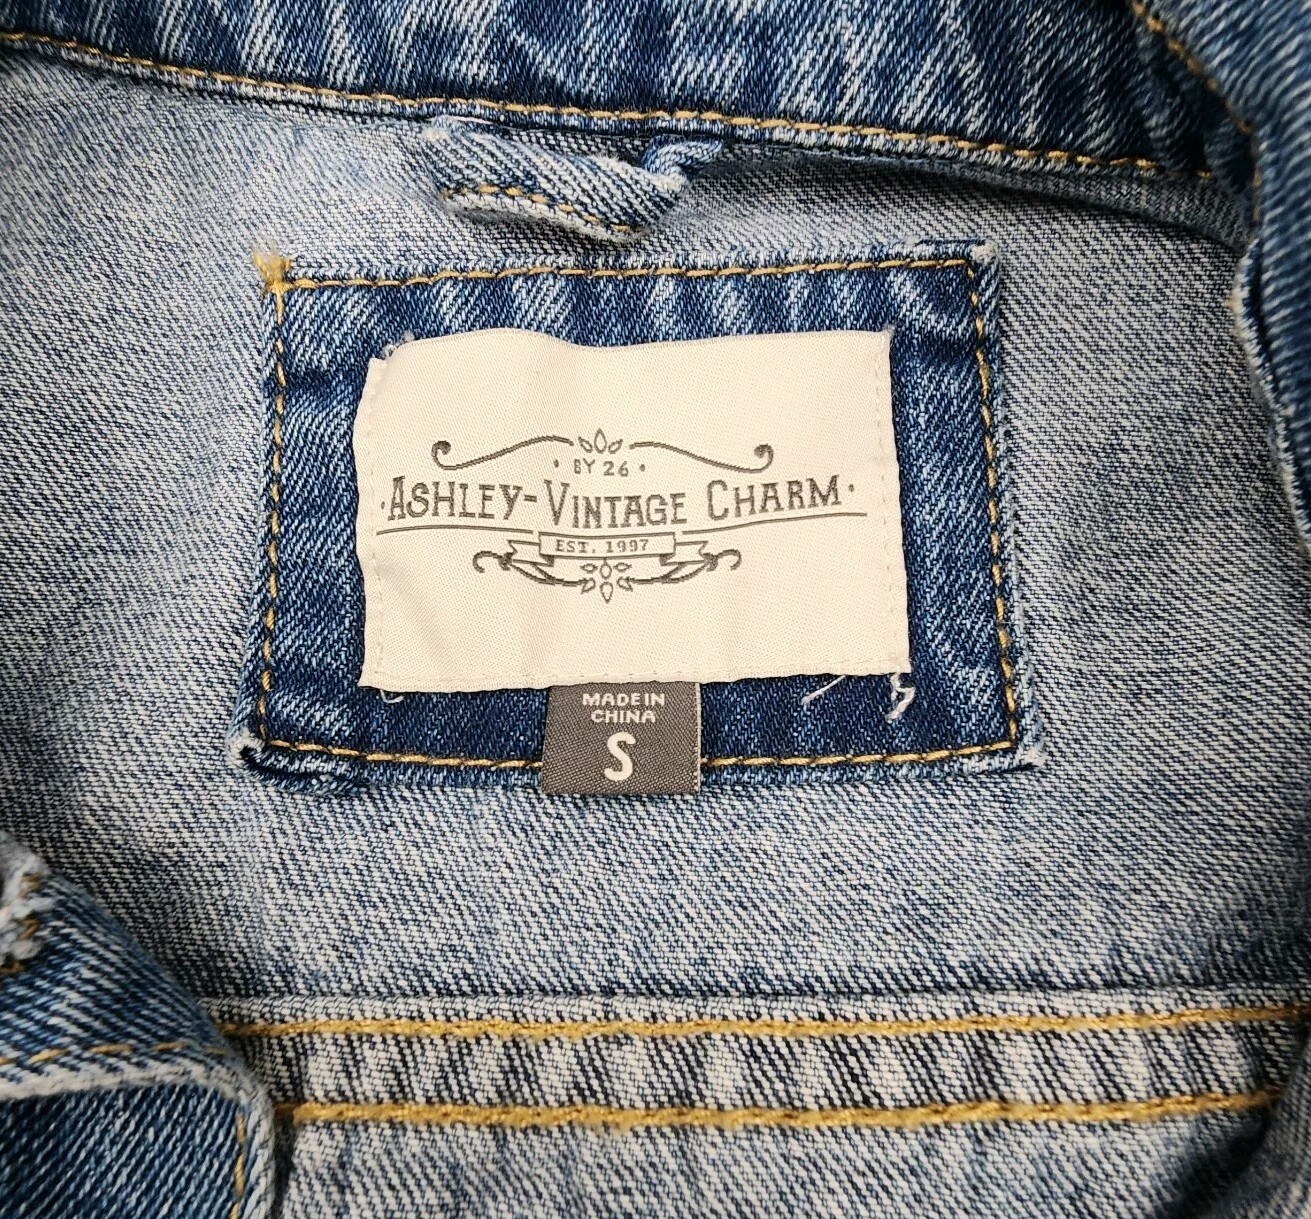 • BY 26 •
·ASHLEY-VINTAGE CHARM·
EST. 1997
MADE IN
CHINA
S